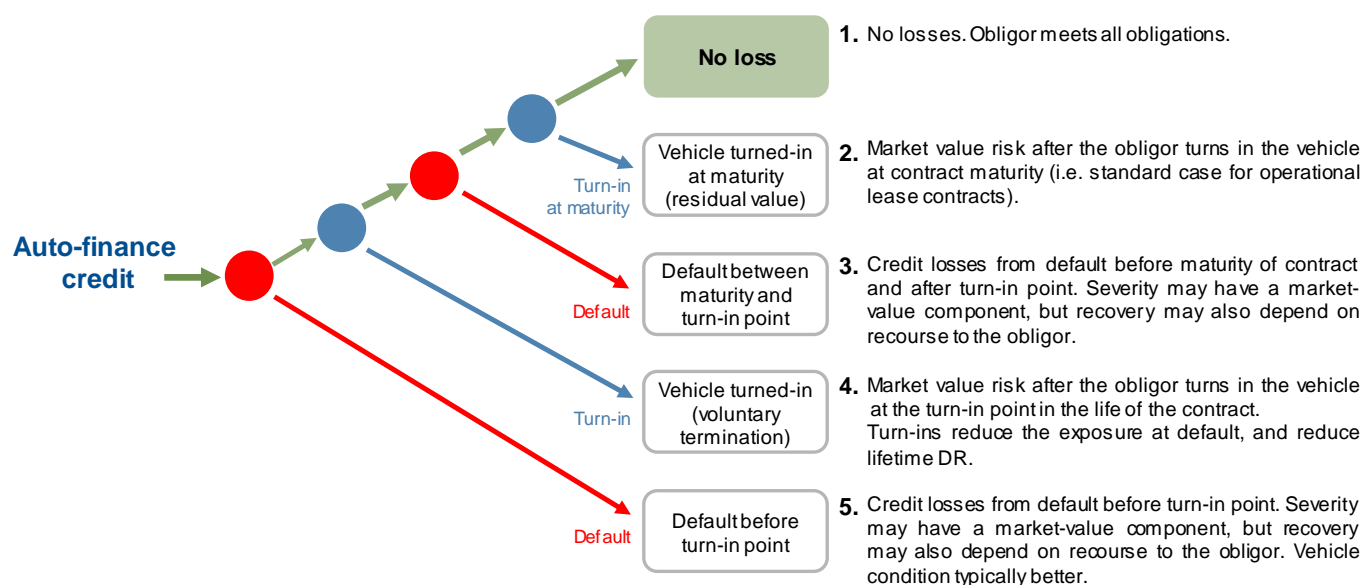 No loss
1. No losses. Obligor meets all obligations.
Vehicle turned-in
at maturity
(residual value)
Turn-in
at maturity
2. Market value risk after the obligor turns in the vehicle
at contract maturity (i.e. standard case for operational
lease contracts).
Auto-finance
credit
Default between
maturity and
turn-in point
Default
3. Credit losses from default before maturity of contract
and after turn-in point. Severity may have a market-
value component, but recovery may also depend on
recourse to the obligor.
Vehicle turned-in
(voluntary
termination)
Turn-in
4. Market value risk after the obligor turns in the vehicle
at the turn-in point in the life of the contract.
Turn-ins reduce the exposure at default, and reduce
lifetime DR.
Default before
turn-in point
Default
5. Credit losses from default before turn-in point. Severity
may have a market-value component, but recovery
may also depend on recourse to the obligor. Vehicle
condition typically better.